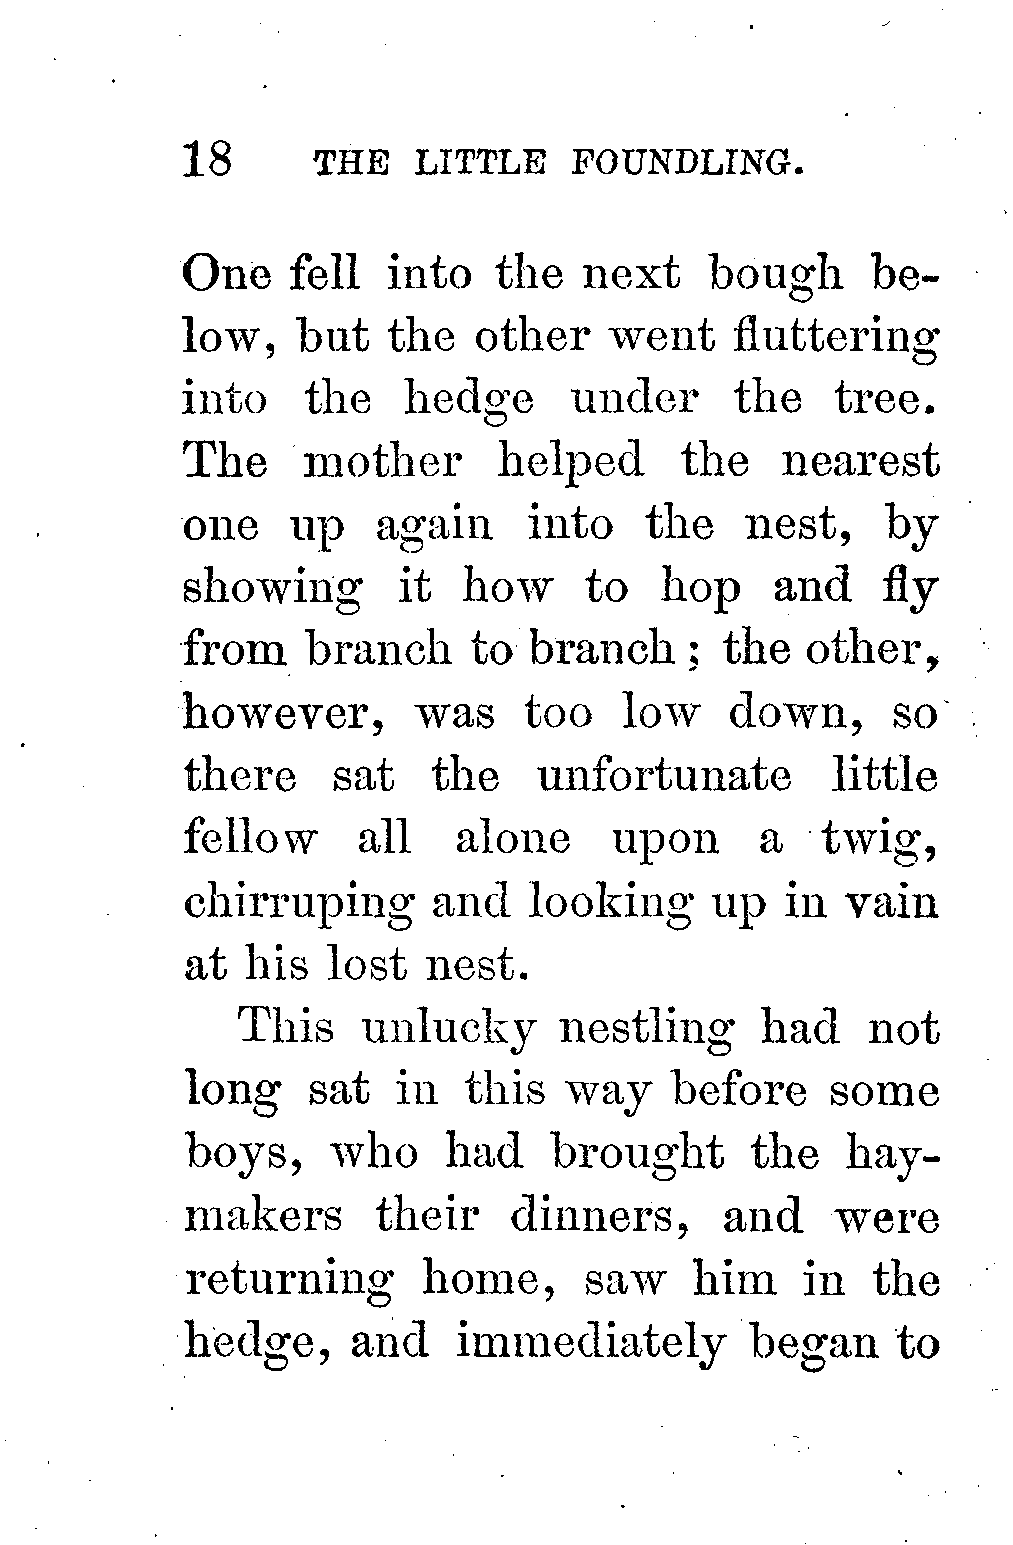 18 THE LITTLE FOUNDLING.
One fell into the next bough be-
low, but the other went fluttering
into the hedge under the tree.
The mother helped the nearest
one up again into the nest, by
showing it how to hop and fly
from branch to branch; the other,
however, was too low down, so
there sat the unfortunate little
fellow all alone upon a twig,
chirruping and looking up in vain
at his lost nest.
This unlucky nestling had not
long sat in this way before some
boys, who had brought the hay-
makers their dinners, and were
returning home, saw him in the
hedge, and immediately began to